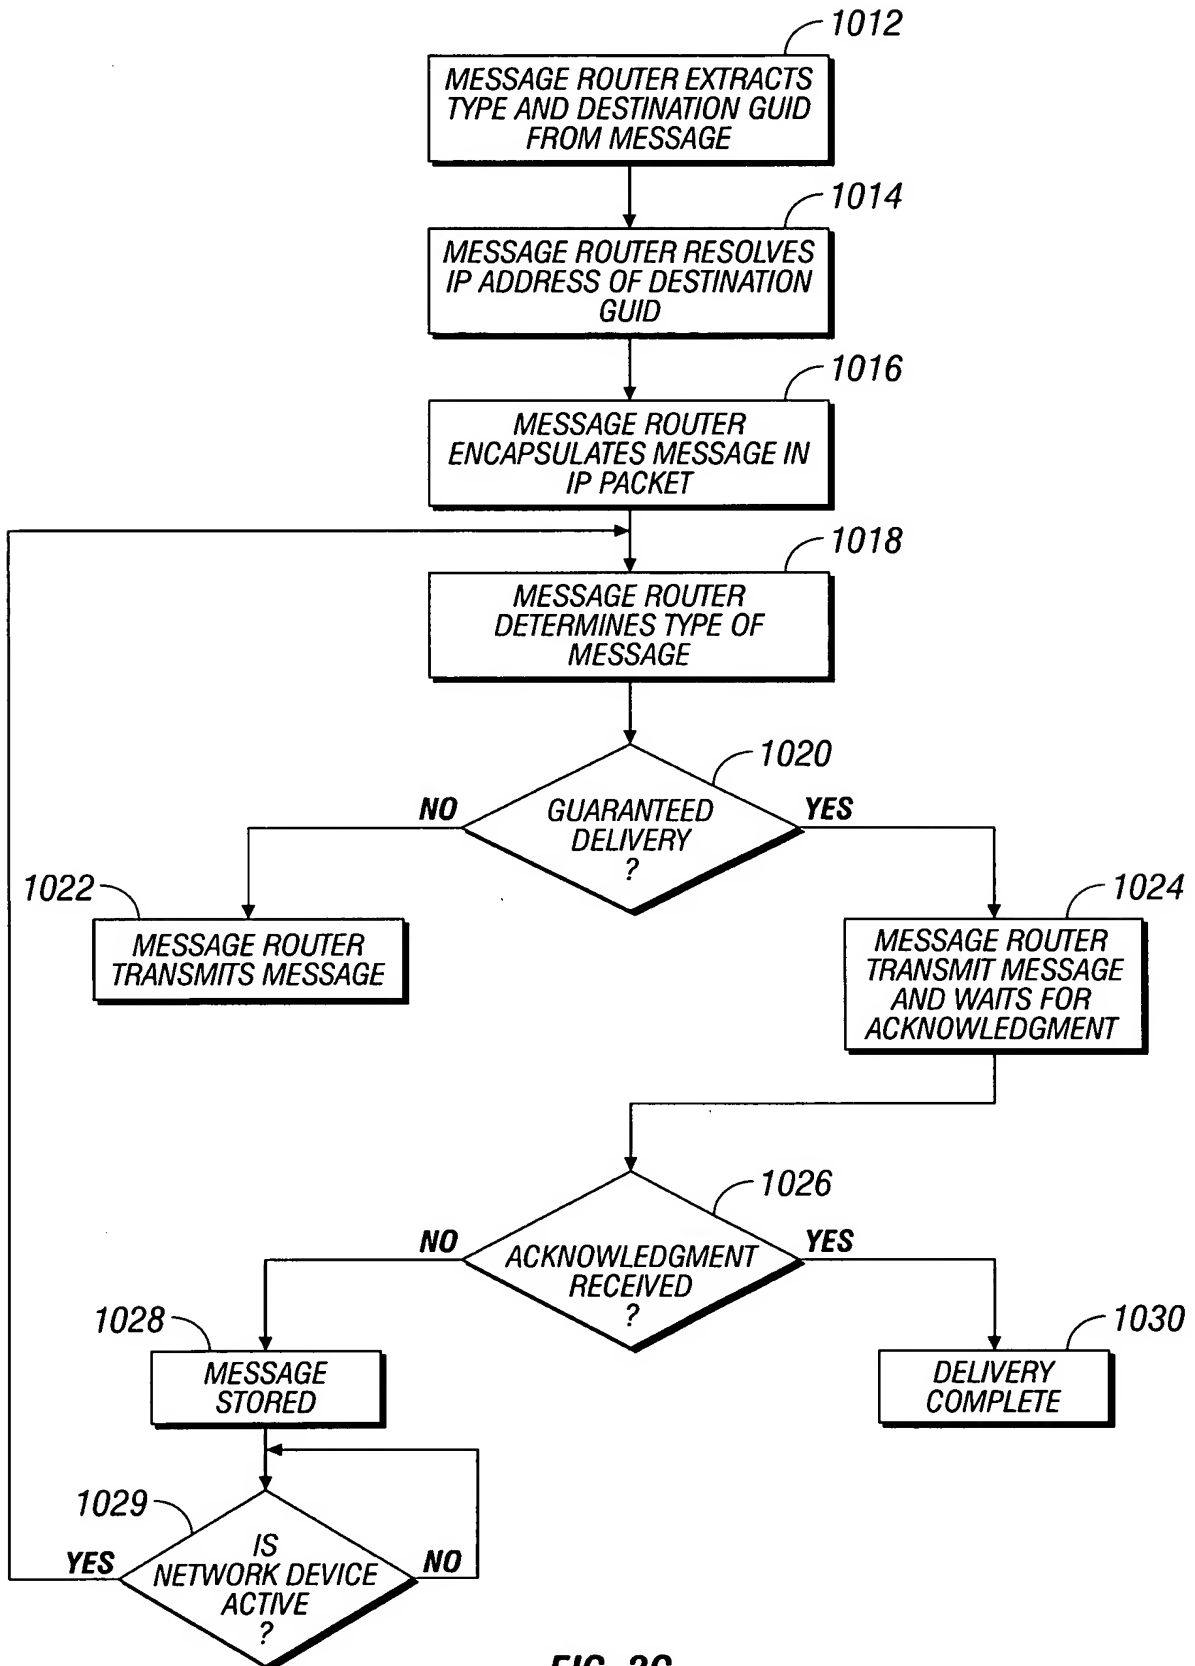 1012
MESSAGE ROUTER EXTRACTS
TYPE AND DESTINATION GUID
FROM MESSAGE
1014
MESSAGE ROUTER RESOLVES
IP ADDRESS OF DESTINATION
GUID
1016
MESSAGE ROUTER
ENCAPSULATES MESSAGE IN
IP PACKET
1018
MESSAGE ROUTER
DETERMINES TYPE OF
MESSAGE
1020
NO
GUARANTEED
DELIVERY
?
YES
1022
MESSAGE ROUTER
TRANSMITS MESSAGE
1024
MESSAGE ROUTER
TRANSMIT MESSAGE
AND WAITS FOR
ACKNOWLEDGMENT
1026
NO
ACKNOWLEDGMENT
RECEIVED
?
YES
1028
MESSAGE
STORED
1030
DELIVERY
COMPLETE
1029
YES
IS
NETWORK DEVICE
ACTIVE
?
NO